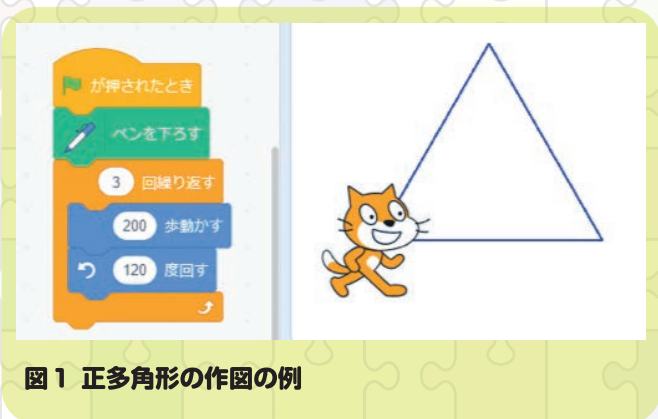 が押されたとき
ペンを下ろす
3 回繰り返す
200 歩動かす
120 度回す
図1 正多角形の作図の例